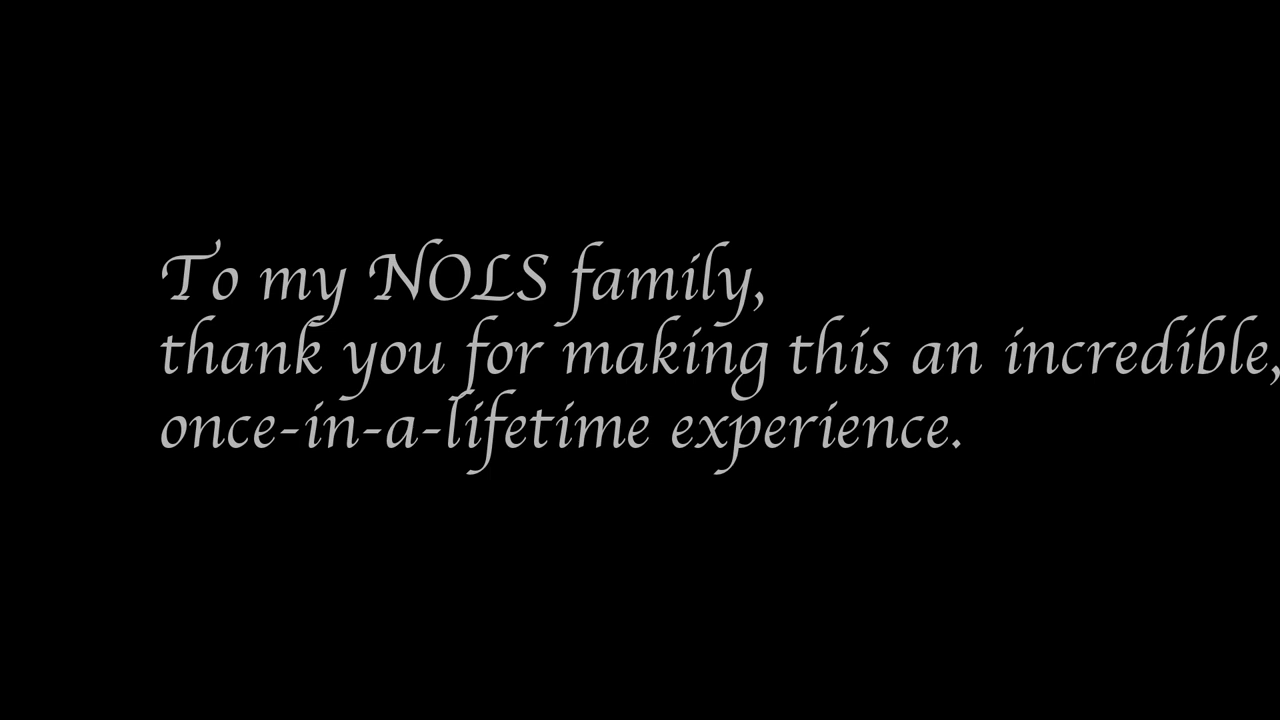 To my NOLS family,
thank you for making this an incredible,
once-in-a-lifetime experience.